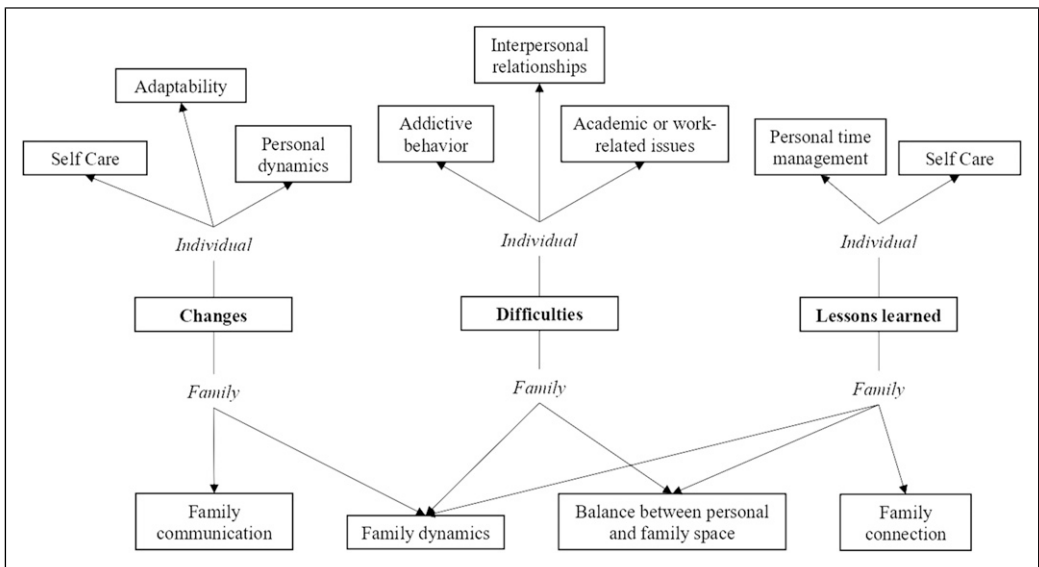 Interpersonal
relationships
Adaptability
Addictive
behavior
Academic or work-
related issues
Personal
dynamics
Personal time
management
Self Care
Self Care
Individual
Individual
Individual
Changes
Difficulties
Lessons learned
Family
Family
Family
Family
communication
Family dynamics
Balance between personal
and family space
Family
connection